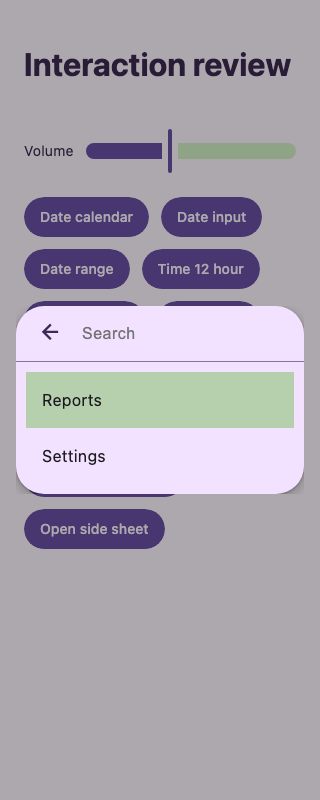 Interaction review
Volume
Date calendar
Date input
Date range
Time 12 hour
Search
Reports
Settings
Open side sheet